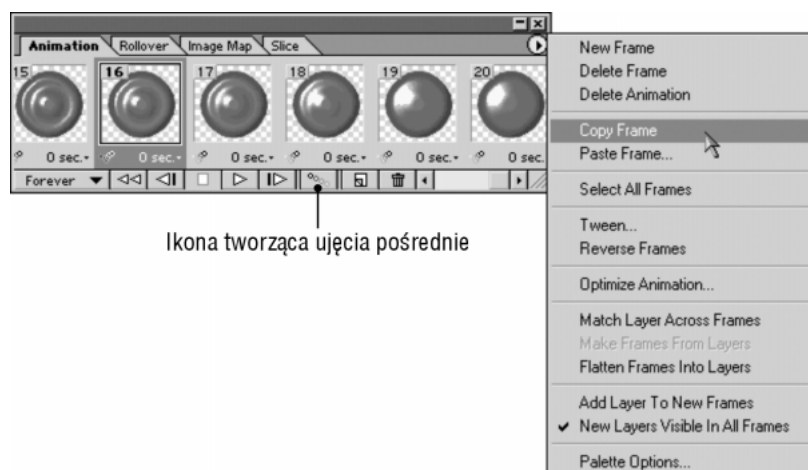 Animation Rollover Image Map Slice
15 16 17 18 19 20
0 sec. 0 sec. 0 sec. 0 sec. 0 sec. 0 sec.
Forever
Ikona tworząca ujęcia pośrednie
New Frame
Delete Frame
Delete Animation
Copy Frame
Paste Frame...
Select All Frames
Tween...
Reverse Frames
Optimize Animation...
Match Layer Across Frames
Make Frames From Layers
Flatten Frames Into Layers
Add Layer To New Frames
New Layers Visible In All Frames
Palette Options...